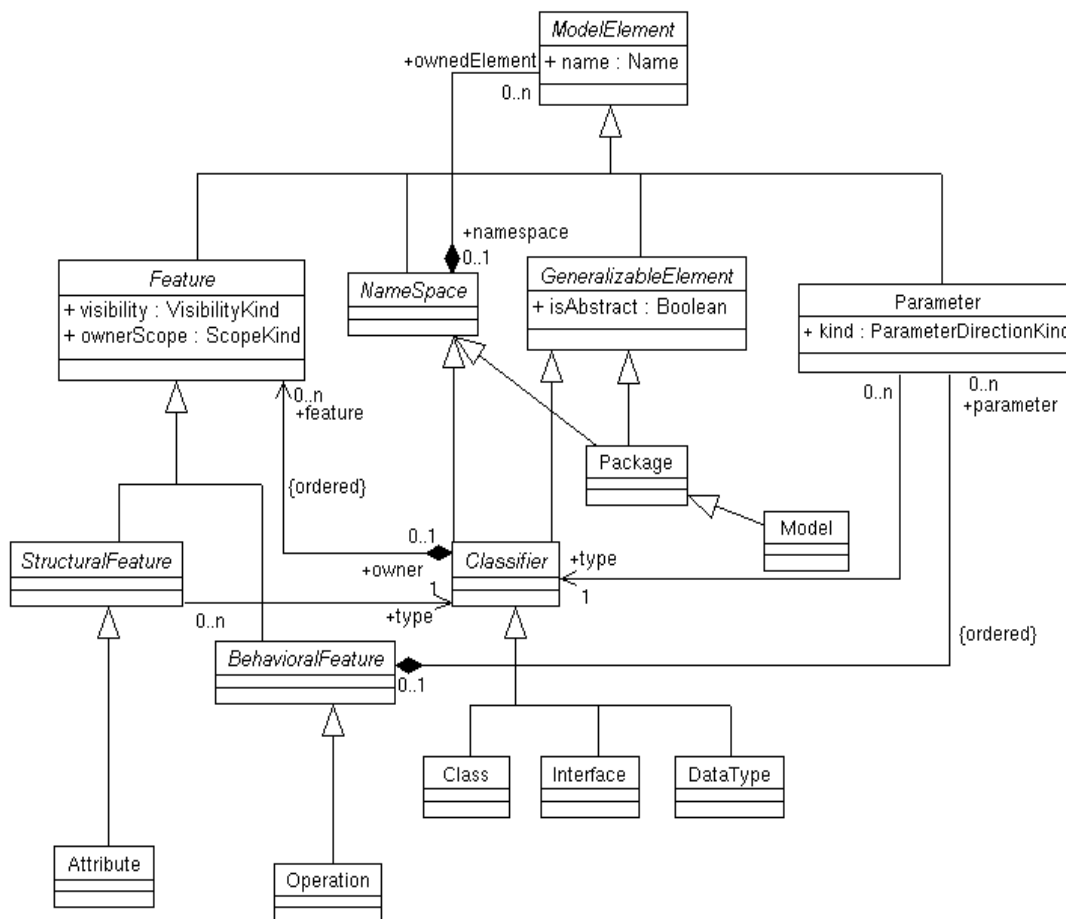 ModelElement
+ name : Name
+ownedElement
0..n
+namespace
0..1
Feature
+ visibility : VisibilityKind
+ ownerScope : ScopeKind
NameSpace
GeneralizableElement
+ isAbstract : Boolean
Parameter
+ kind : ParameterDirectionKind
0..n
+feature
0..n
0..n
+parameter
Package
{ordered}
Model
0..1
+owner
StructuralFeature
Classifier
+type
1
1
0..n
+type
{ordered}
BehavioralFeature
0..1
Class
Interface
DataType
Attribute
Operation